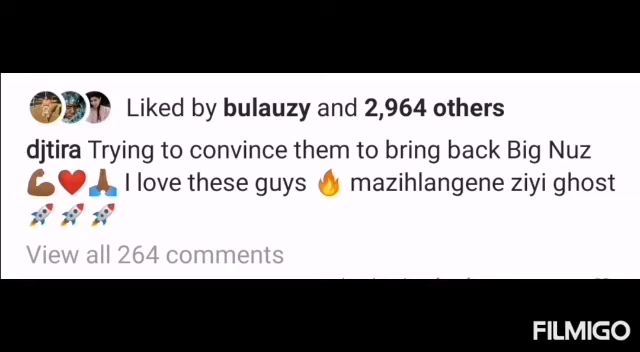 Liked by bulauzy and 2,964 others
djtira Trying to convince them to bring back Big Nuz
💪🏾❤️🙏🏾 I love these guys 🔥 mazihlangene ziyi ghost
🚀 🚀 🚀
View all 264 comments
FILMIGO